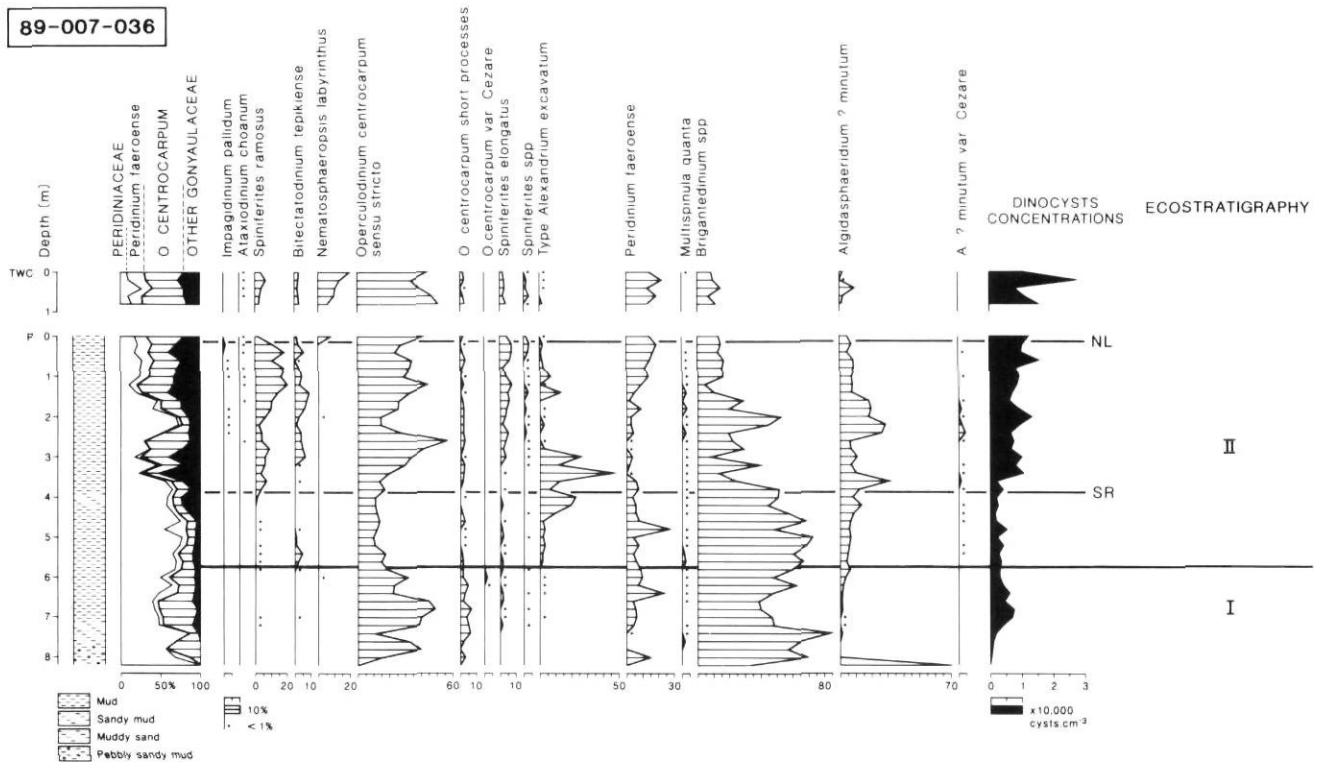 89-007-036
Depth (m)
PERIDINIACEAE
Peridinium faeroense
O CENTROCARPUM
OTHER GONYAULACEAE
Impagidinium pallidum
Ataxiodinium choanum
Spiniferites ramosus
Bitectatodinium tepikiense
Nematosphaeropsis labyrinthus
Operculodinium centrocarpum
sensu stricto
O centrocarpum short processes
O.centrocarpum var Cezare
Spiniferites elongatus
Spiniferites spp
Type Alexandrium excavatum
Peridinium faeroense
Multispinula quanta
Brigantedinium spp
Algidasphaeridium ? minutum
A ? minutum var Cezare
DINOCYSTS
CONCENTRATIONS
ECOSTRATIGRAPHY
TWC 0
1
P 0
NL
1
2
3
II
4
SR
5
6
I
7
8
0 50% 100
0 20
10
20
60
10
10
50
30
80
70
0 1 2 3
Mud
Sandy mud
Muddy sand
Pebbly sandy mud
10%
< 1%
x10,000
cysts.cm⁻³